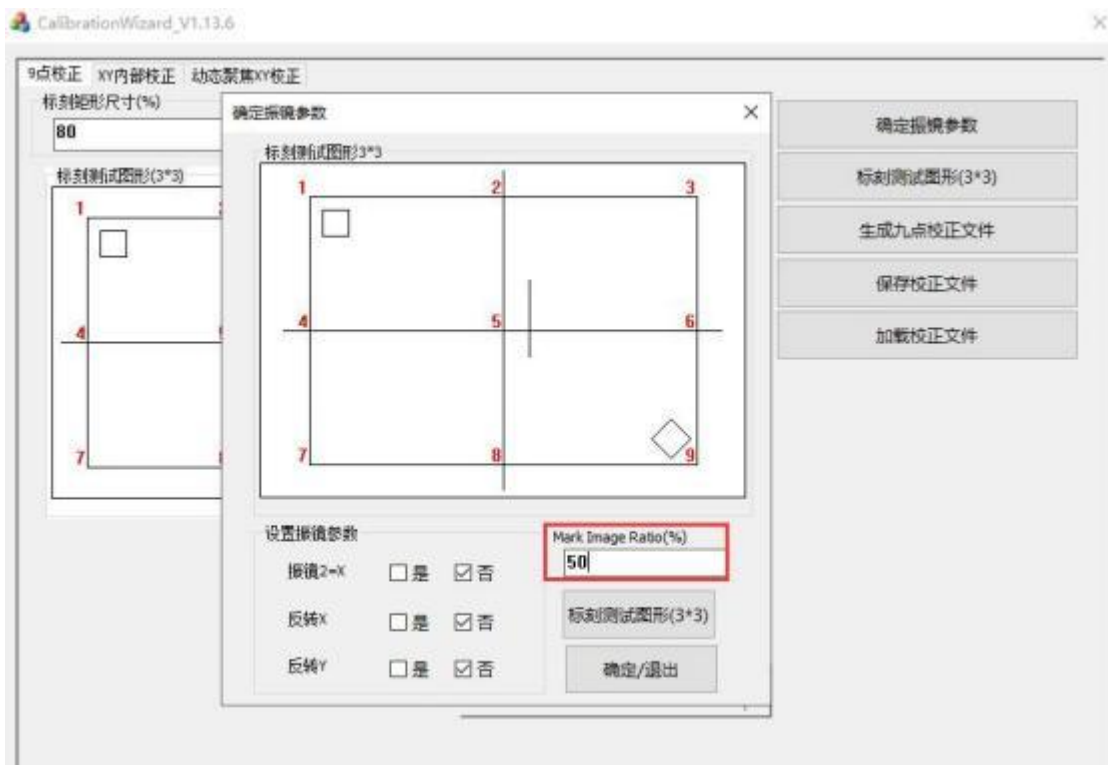 CalibrationWizard_V1.13.6
9点校正 XY内部校正 动态聚焦XY校正
标刻矩形尺寸(%)
80
标刻测试图形(3*3)
1
4
7
确定振镜参数
标刻测试图形3*3
1 2 3
4 5 6
7 8 9
设置振镜参数
振镜2=X 是 否
反转X 是 否
反转Y 是 否
Mark Image Ratio(%)
50
标刻测试图形(3*3)
确定/退出
确定振镜参数
标刻测试图形(3*3)
生成九点校正文件
保存校正文件
加载校正文件